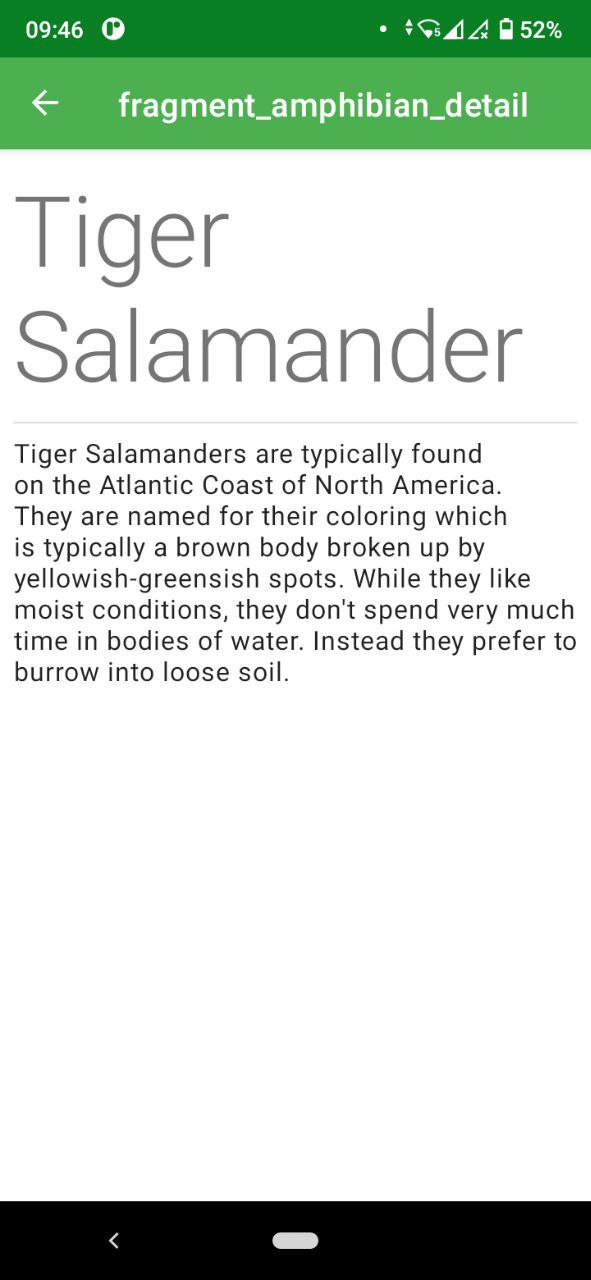 09:46
5
52%
fragment_amphibian_detail
Tiger
Salamander
Tiger Salamanders are typically found
on the Atlantic Coast of North America.
They are named for their coloring which
is typically a brown body broken up by
yellowish-greensish spots. While they like
moist conditions, they don't spend very much
time in bodies of water. Instead they prefer to
burrow into loose soil.